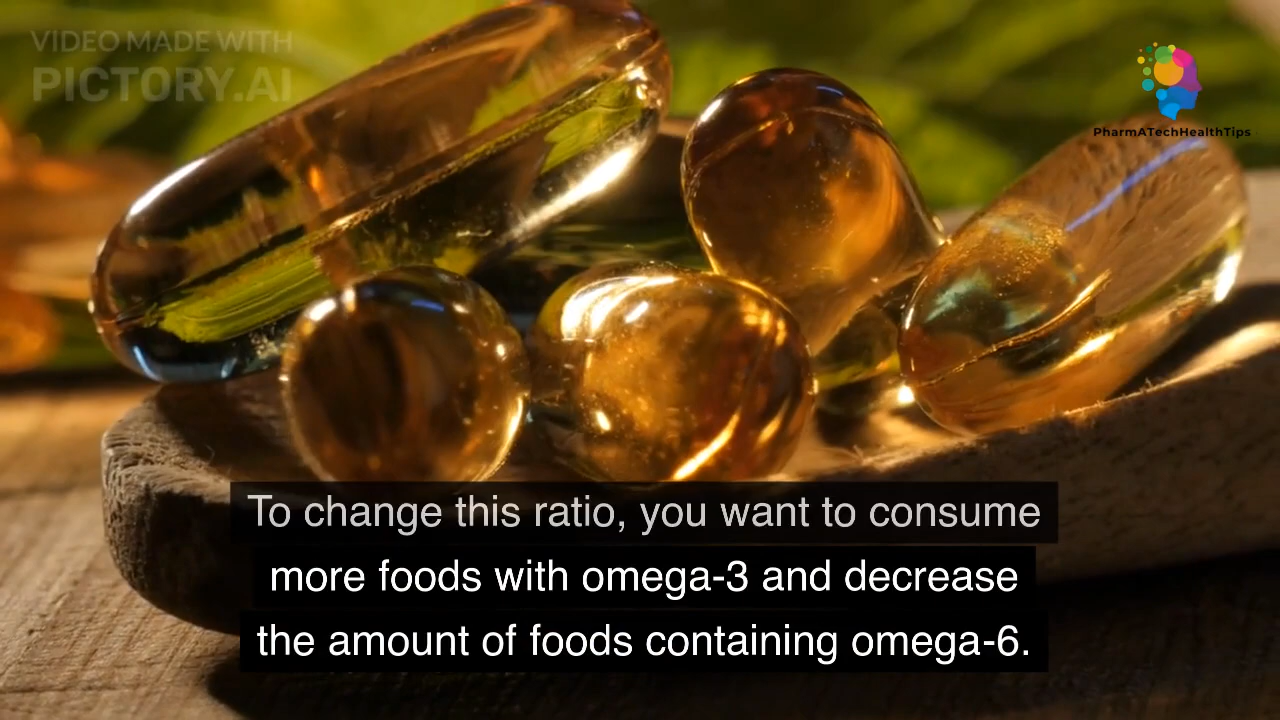 VIDEO MADE WITH
PICTORY.AI
PharmATechHealthTips
To change this ratio, you want to consume
more foods with omega-3 and decrease
the amount of foods containing omega-6.